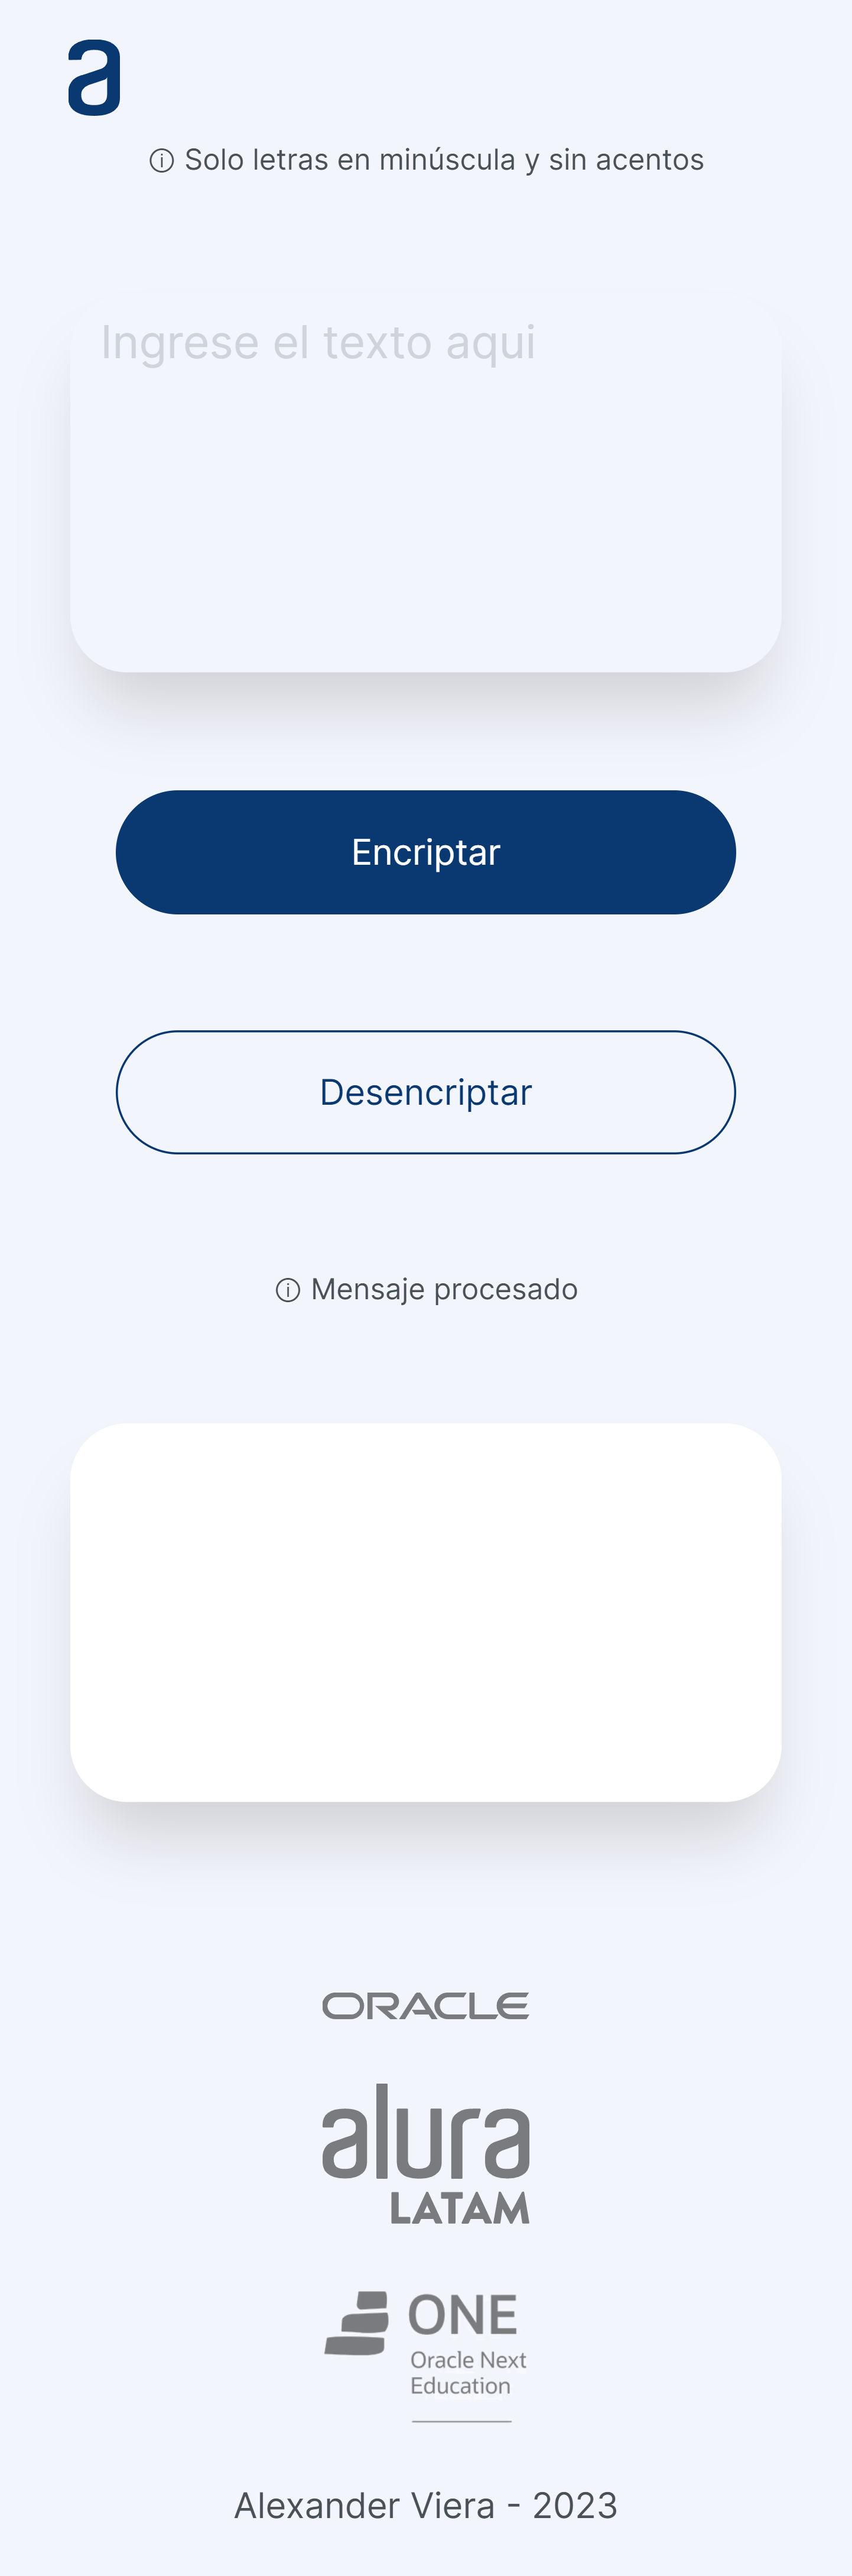 a
ⓘ Solo letras en minúscula y sin acentos
Ingrese el texto aqui
Encriptar
Desencriptar
ⓘ Mensaje procesado
ORACLE
alura
LATAM
ONE
Oracle Next
Education
Alexander Viera - 2023